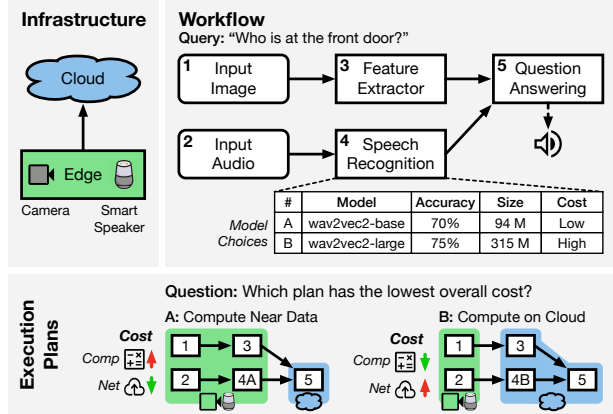 Infrastructure
Cloud
Edge
Camera
Smart
Speaker
Workflow
Query: “Who is at the front door?”
1 Input
Image
3 Feature
Extractor
5 Question
Answering
2 Input
Audio
4 Speech
Recognition
Model
Choices
# Model Accuracy Size Cost
A wav2vec2-base 70% 94 M Low
B wav2vec2-large 75% 315 M High
Execution
Plans
Question: Which plan has the lowest overall cost?
A: Compute Near Data
Cost
Comp
Net
1 3
2 4A 5
B: Compute on Cloud
Cost
Comp
Net
1 3
2 4B 5